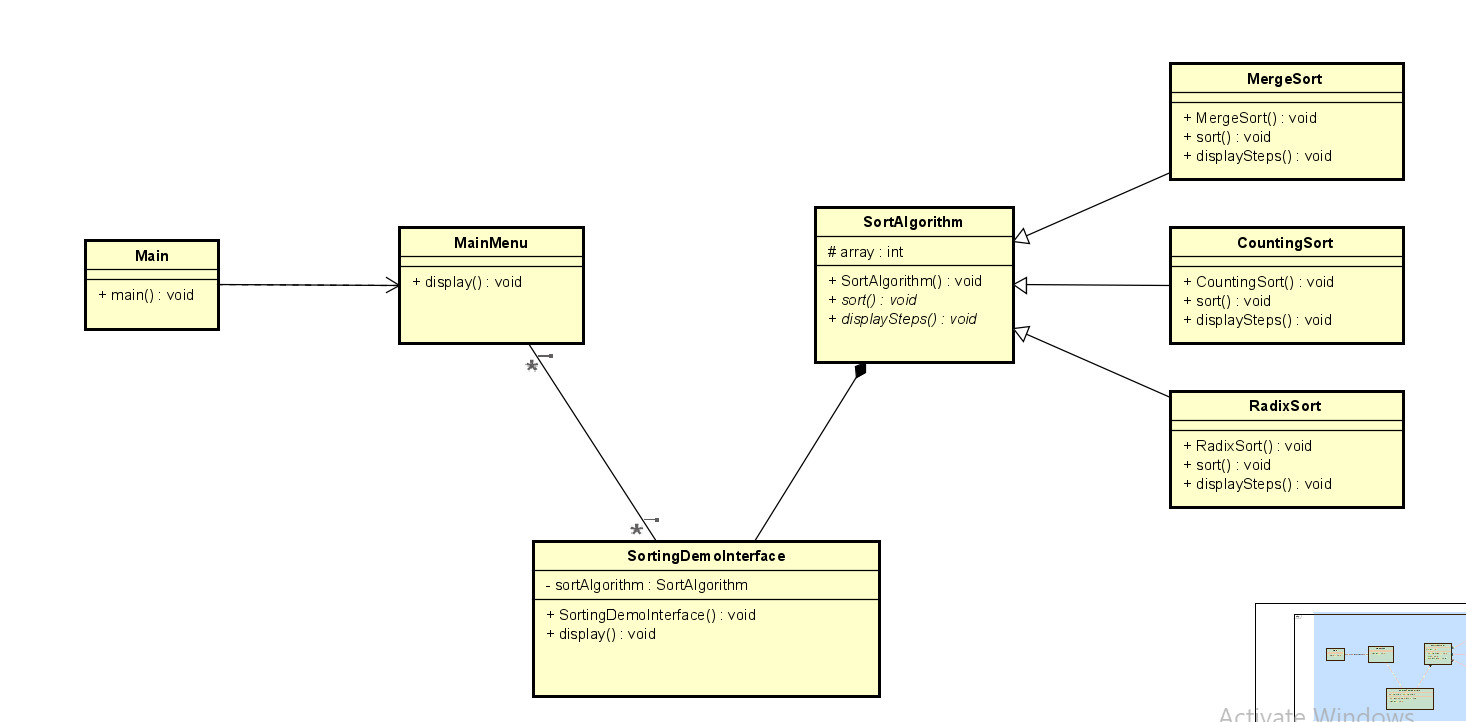 Main
+ main() : void
MainMenu
+ display() : void
*
*
SortAlgorithm
# array : int
+ SortAlgorithm() : void
+ sort() : void
+ displaySteps() : void
MergeSort
+ MergeSort() : void
+ sort() : void
+ displaySteps() : void
CountingSort
+ CountingSort() : void
+ sort() : void
+ displaySteps() : void
RadixSort
+ RadixSort() : void
+ sort() : void
+ displaySteps() : void
SortingDemoInterface
- sortAlgorithm : SortAlgorithm
+ SortingDemoInterface() : void
+ display() : void
Activate Windows